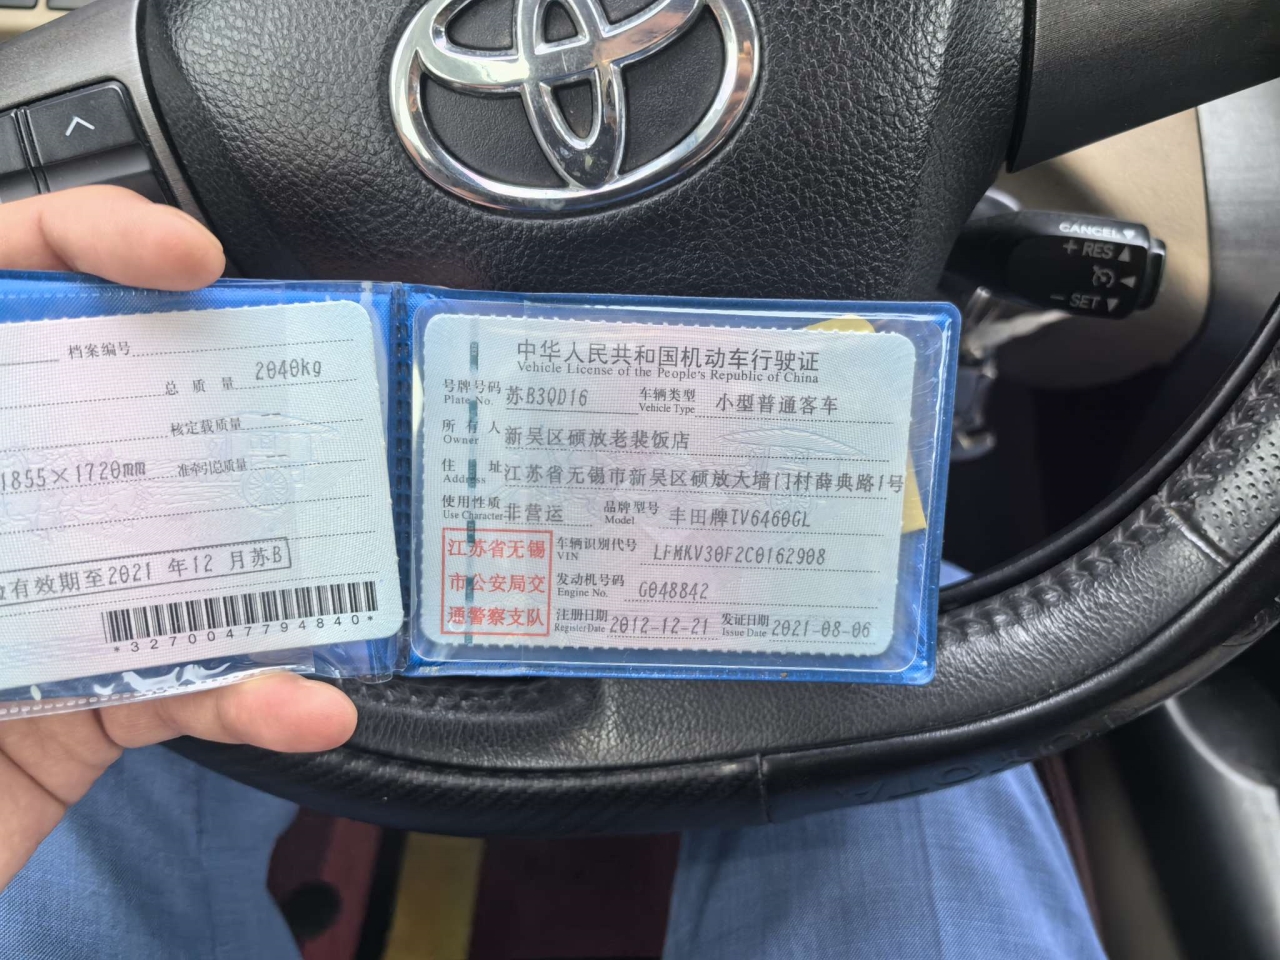 CANCEL▼
+ RES▲
◀
− SET▼
档案编号
总 质 量 2040kg
核定载质量 --
1855×1720mm 准牵引总质量 --
有效期至2021 年12 月苏B
*3270047794840*
中华人民共和国机动车行驶证
Vehicle License of the People's Republic of China
号牌号码 苏B3QD16 车辆类型 小型普通客车
Plate No. Vehicle Type
所 有 人 新吴区硕放老裴饭店
Owner
住 址 江苏省无锡市新吴区硕放大墙门村薛典路1号
Address
使用性质 非营运 品牌型号 丰田牌TV6460GL
Use Character Model
江苏省无锡
市公安局交
通警察支队
车辆识别代号 LFMKV30F2C0162908
VIN
发动机号码 G048842
Engine No.
注册日期 2012-12-21 发证日期 2021-08-06
Register Date Issue Date